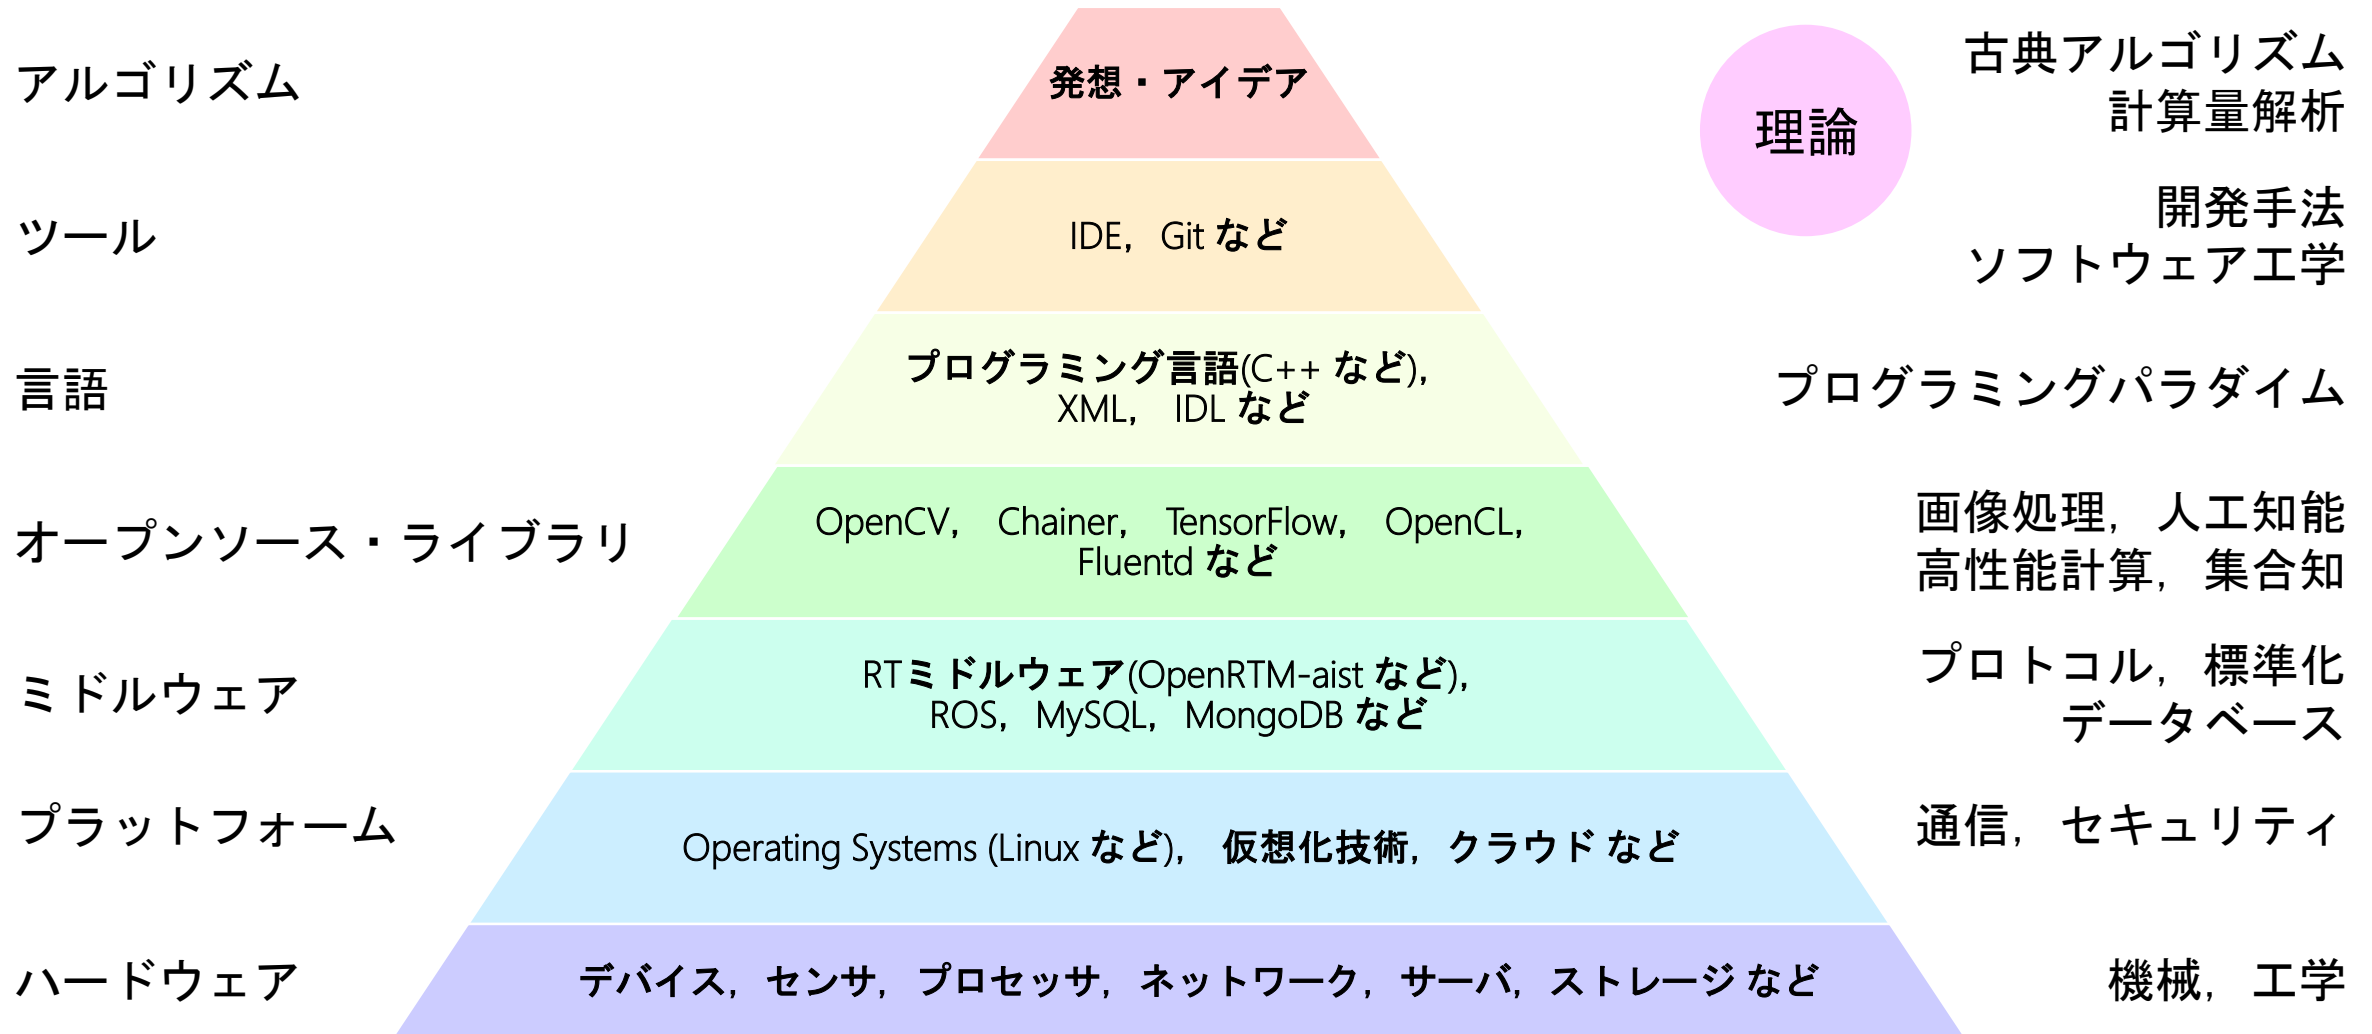 アルゴリズム
発想・アイデア
理論
古典アルゴリズム
計算量解析
ツール
IDE, Git など
開発手法
ソフトウェア工学
言語
プログラミング言語(C++ など),
XML, IDL など
プログラミングパラダイム
オープンソース・ライブラリ
OpenCV, Chainer, TensorFlow, OpenCL,
Fluentd など
画像処理, 人工知能
高性能計算, 集合知
ミドルウェア
RTミドルウェア(OpenRTM-aist など),
ROS, MySQL, MongoDB など
プロトコル, 標準化
データベース
プラットフォーム
Operating Systems (Linux など), 仮想化技術, クラウド など
通信, セキュリティ
ハードウェア
デバイス, センサ, プロセッサ, ネットワーク, サーバ, ストレージ など
機械, 工学